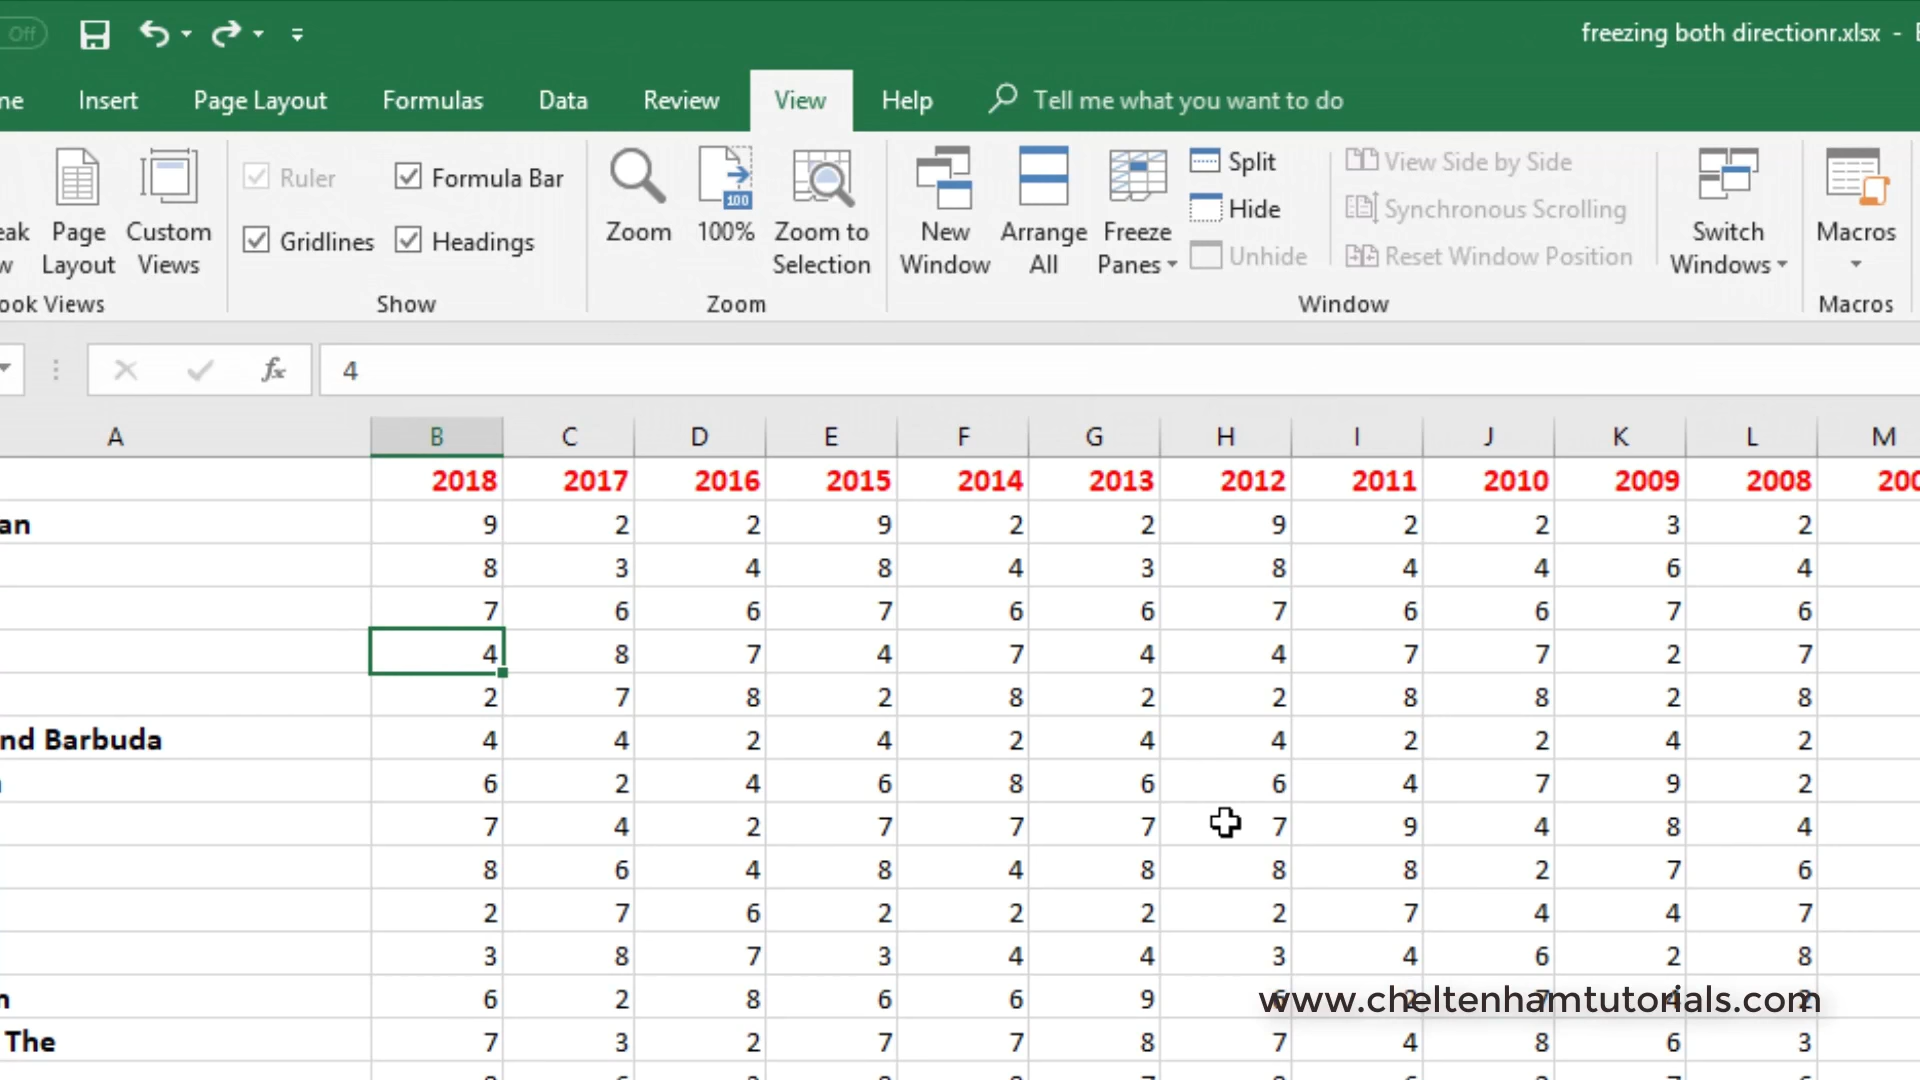 Off freezing both directionr.xlsx -
Insert Page Layout Formulas Data Review View Help Tell me what you want to do
Ruler Formula Bar Split View Side by Side
100
Page Custom Gridlines Headings Zoom 100% Zoom to New Arrange Freeze Hide Synchronous Scrolling Switch Macros
Layout Views Selection Window All Panes Unhide Reset Window Position Windows
Views Show Zoom Window Macros
fx 4
A B C D E F G H I J K L M
2018 2017 2016 2015 2014 2013 2012 2011 2010 2009 2008
an 9 2 2 9 2 2 9 2 2 3 2
8 3 4 8 4 3 8 4 4 6 4
7 6 6 7 6 6 7 6 6 7 6
4 8 7 4 7 4 4 7 7 2 7
2 7 8 2 8 2 2 8 8 2 8
nd Barbuda 4 4 2 4 2 4 4 2 2 4 2
6 2 4 6 8 6 6 4 7 9 2
7 4 2 7 7 7 7 9 4 8 4
8 6 4 8 4 8 8 8 2 7 6
2 7 6 2 2 2 2 7 4 4 7
3 8 7 3 4 4 3 4 6 2 8
6 2 8 6 6 9
www.cheltenhamtutorials.com
The 7 3 2 7 7 8 7 4 8 6 3